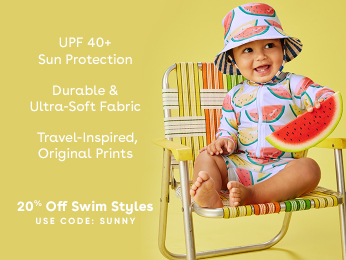 UPF 40+
Sun Protection
Durable &
Ultra-Soft Fabric
Travel-Inspired,
Original Prints
20% Off Swim Styles
USE CODE: SUNNY